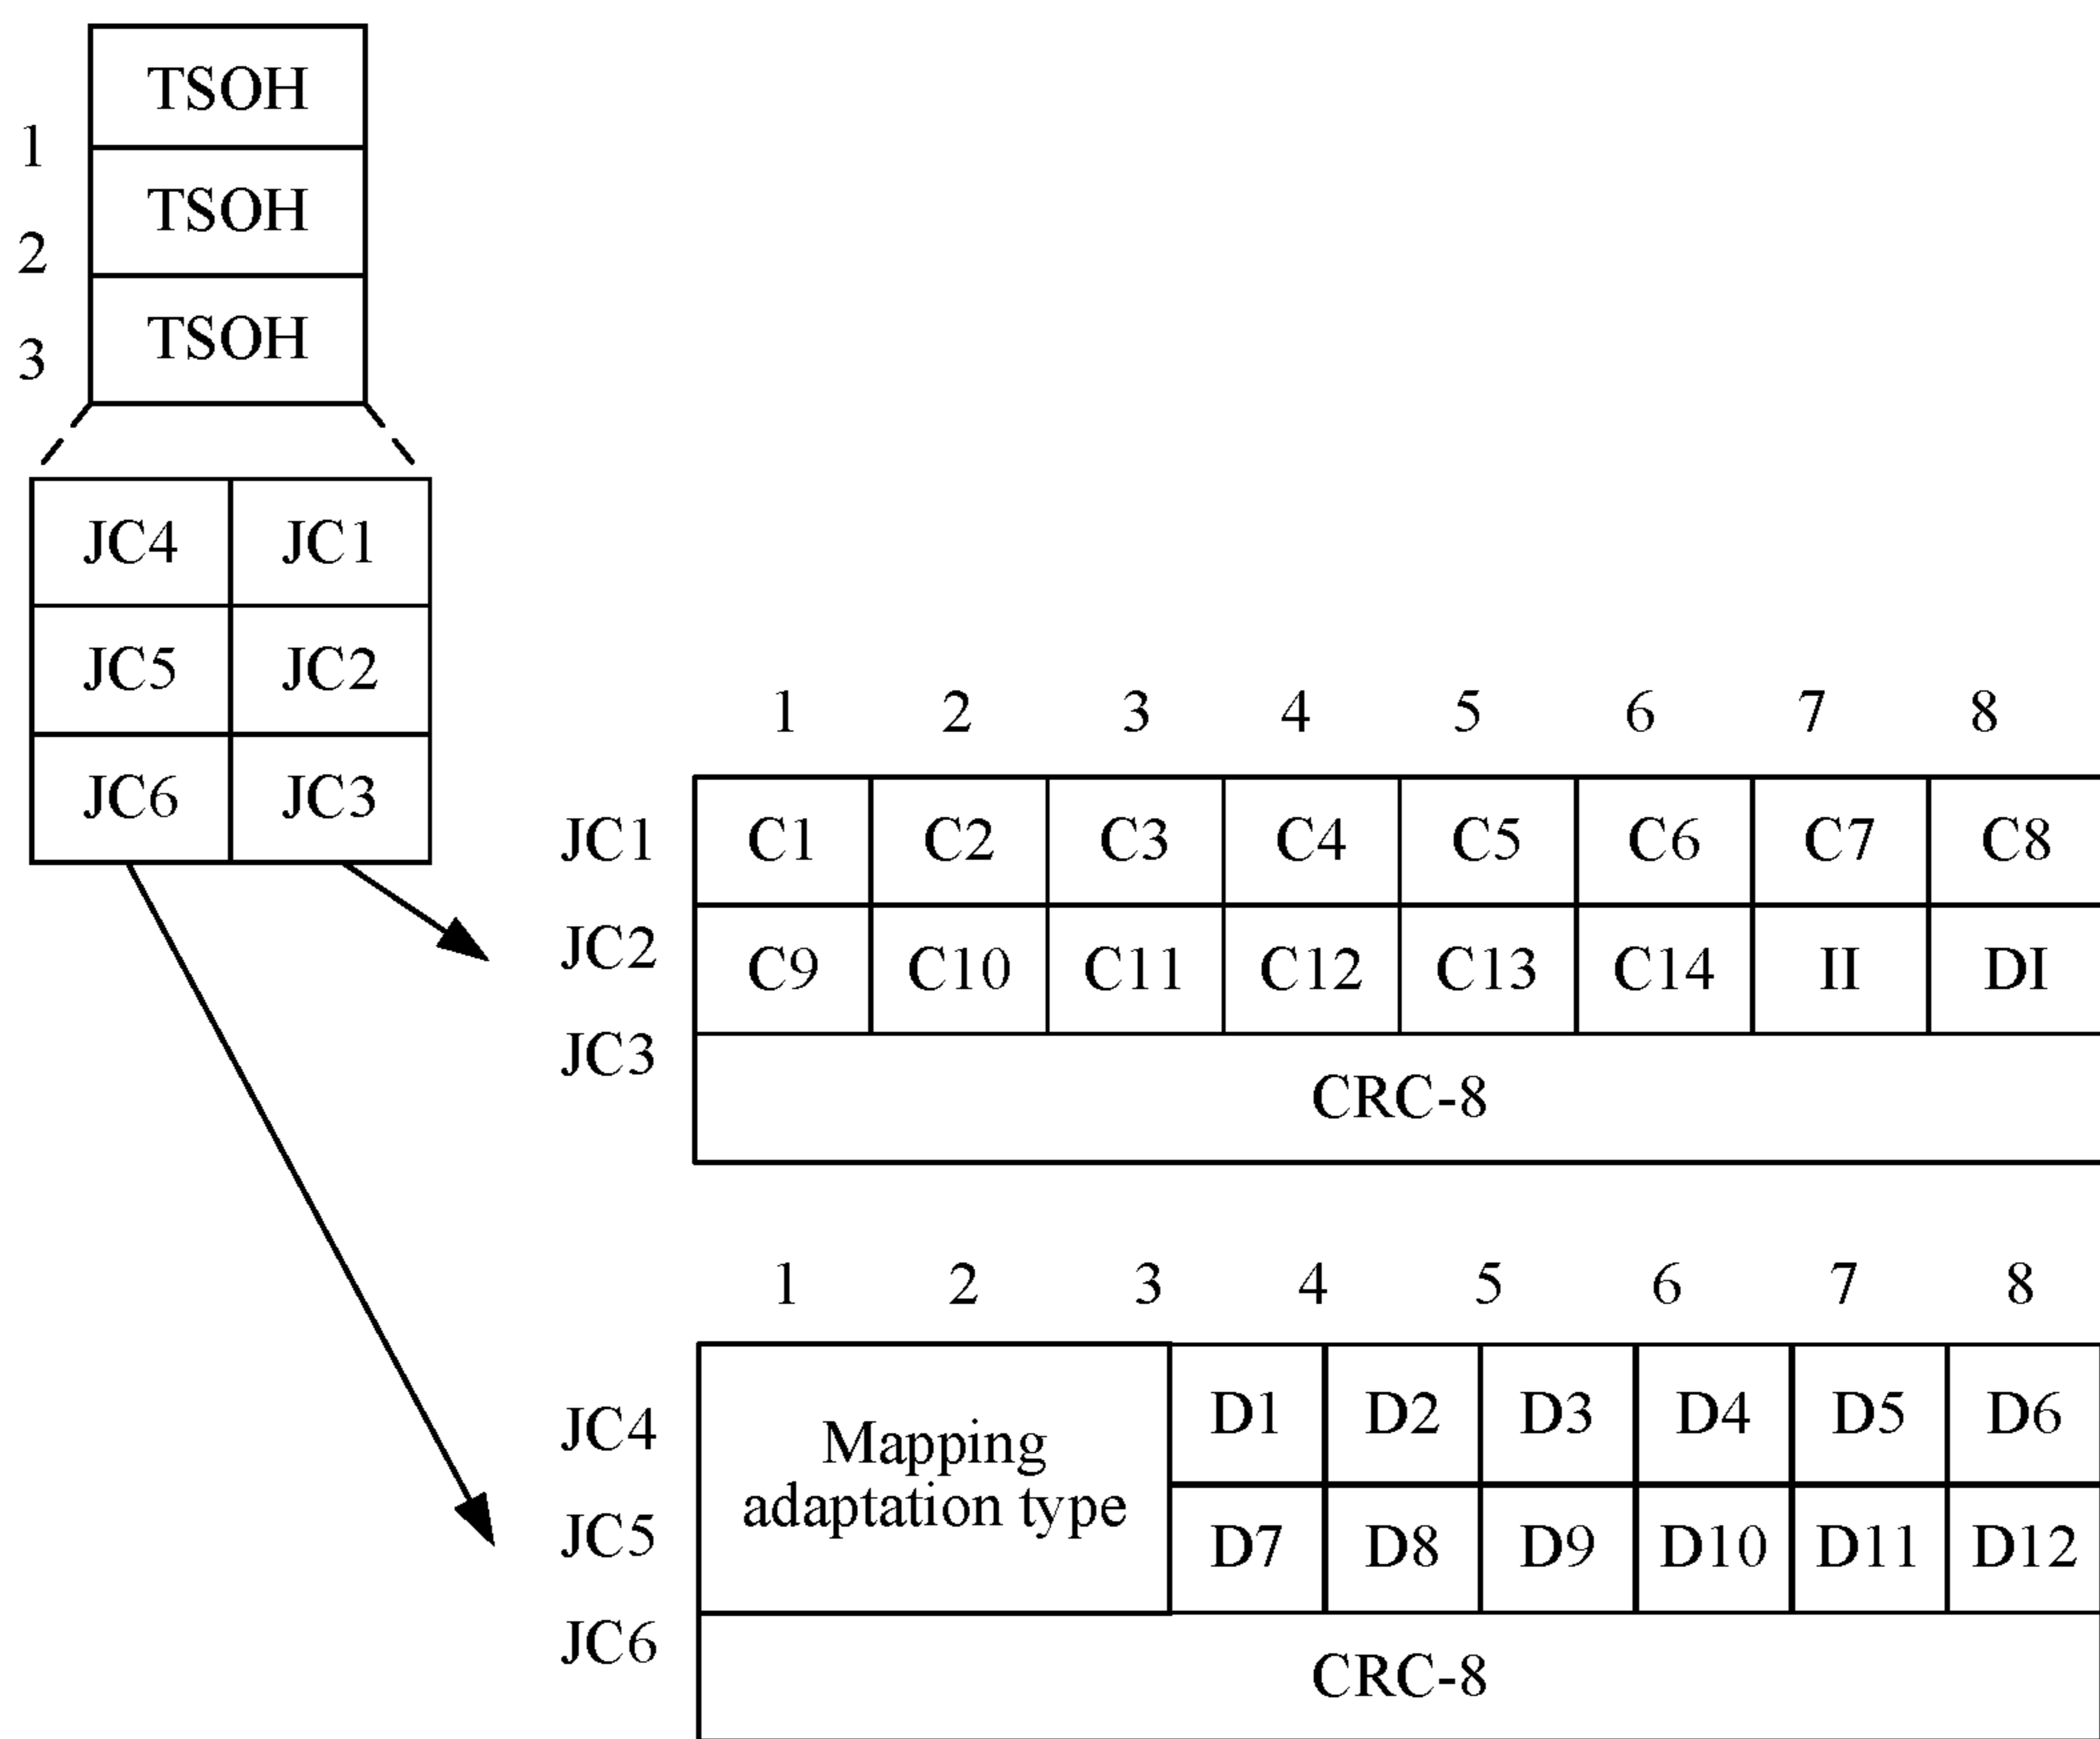 TSOH
1
TSOH
2
TSOH
3
JC4 JC1
JC5 JC2
JC6 JC3
1 2 3 4 5 6 7 8
JC1 C1 C2 C3 C4 C5 C6 C7 C8
JC2 C9 C10 C11 C12 C13 C14 II DI
JC3 CRC-8
1 2 3 4 5 6 7 8
JC4 D1 D2 D3 D4 D5 D6
Mapping
adaptation type
JC5 D7 D8 D9 D10 D11 D12
JC6 CRC-8